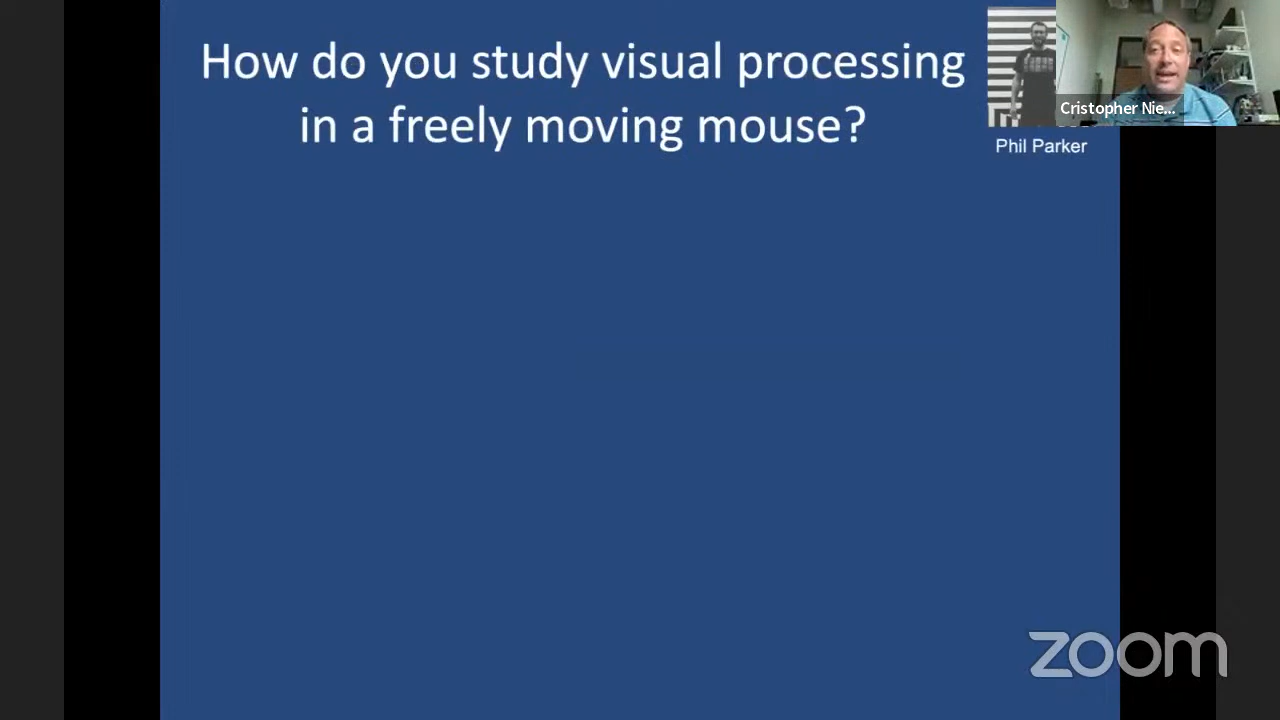 How do you study visual processing
in a freely moving mouse?
Cristopher Nie...
Phil Parker
zoom